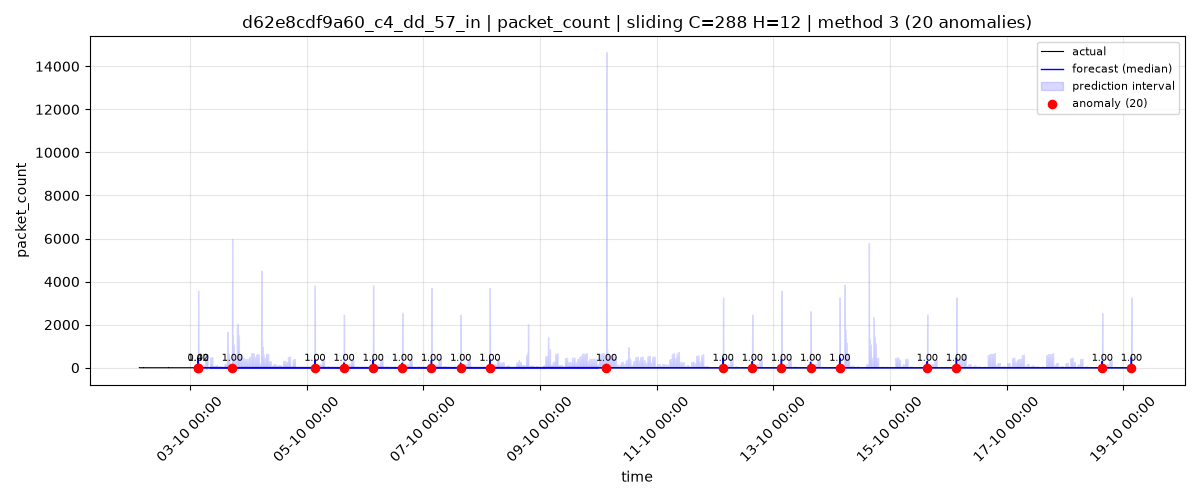 d62e8cdf9a60_c4_dd_57_in | packet_count | sliding C=288 H=12 | method 3 (20 anomalies)
actual
forecast (median)
prediction interval
anomaly (20)
packet_count
14000
12000
10000
8000
6000
4000
2000
0
1.00 1.00 1.00 1.00 1.00 1.00 1.00 1.00 1.00 1.00 1.00 1.00 1.00 1.00 1.00 1.00 1.00 1.00
03-10 00:00 05-10 00:00 07-10 00:00 09-10 00:00 11-10 00:00 13-10 00:00 15-10 00:00 17-10 00:00 19-10 00:00
time